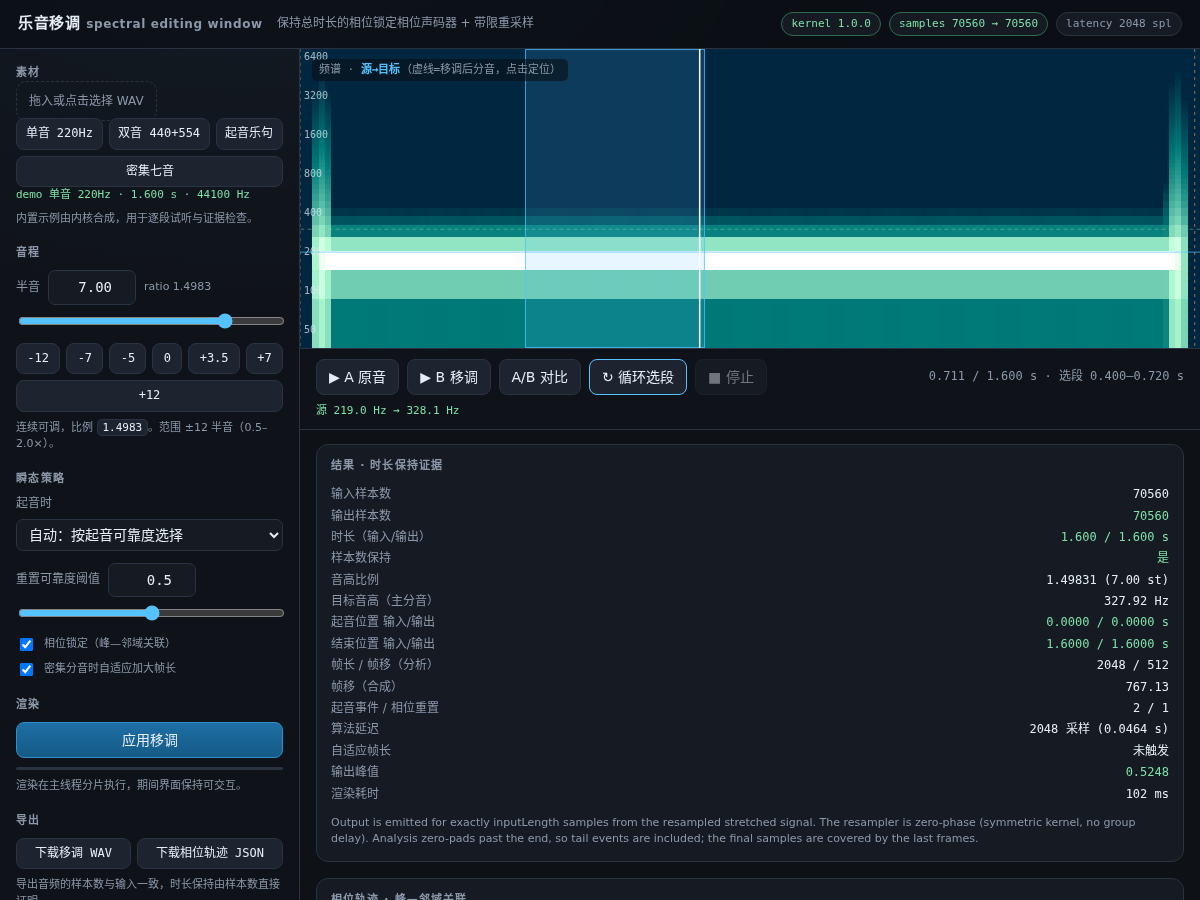 乐音移调 spectral editing window 保持总时长的相位锁定相位声码器 + 带限重采样
kernel 1.0.0 samples 70560 → 70560 latency 2048 spl
素材
拖入或点击选择 WAV
单音 220Hz 双音 440+554 起音乐句
密集七音
demo 单音 220Hz · 1.600 s · 44100 Hz
内置示例由内核合成，用于逐段试听与证据检查。
音程
半音 7.00 ratio 1.4983
-12 -7 -5 0 +3.5 +7
+12
连续可调，比例 1.4983。范围 ±12 半音（0.5–
2.0×）。
瞬态策略
起音时
自动：按起音可靠度选择
重置可靠度阈值 0.5
相位锁定（峰—邻域关联）
密集分音时自适应加大帧长
渲染
应用移调
渲染在主线程分片执行，期间界面保持可交互。
导出
下载移调 WAV 下载相位轨迹 JSON
导出音频的样本数与输入一致，时长保持由样本数直接
6400
频谱 · 源→目标（虚线=移调后分音，点击定位）
3200
1600
800
400
50
▶ A 原音 ▶ B 移调 A/B 对比 ↻ 循环选段 ■ 停止
0.711 / 1.600 s · 选段 0.400—0.720 s
源 219.0 Hz → 328.1 Hz
结果 · 时长保持证据
输入样本数 70560
输出样本数 70560
时长（输入/输出） 1.600 / 1.600 s
样本数保持 是
音高比例 1.49831 (7.00 st)
目标音高（主分音） 327.92 Hz
起音位置 输入/输出 0.0000 / 0.0000 s
结束位置 输入/输出 1.6000 / 1.6000 s
帧长 / 帧移（分析） 2048 / 512
帧移（合成） 767.13
起音事件 / 相位重置 2 / 1
算法延迟 2048 采样 (0.0464 s)
自适应帧长 未触发
输出峰值 0.5248
渲染耗时 102 ms
Output is emitted for exactly inputLength samples from the resampled stretched signal. The resampler is zero-phase (symmetric kernel, no group
delay). Analysis zero-pads past the end, so tail events are included; the final samples are covered by the last frames.
相位轨迹 · 峰—邻域关联